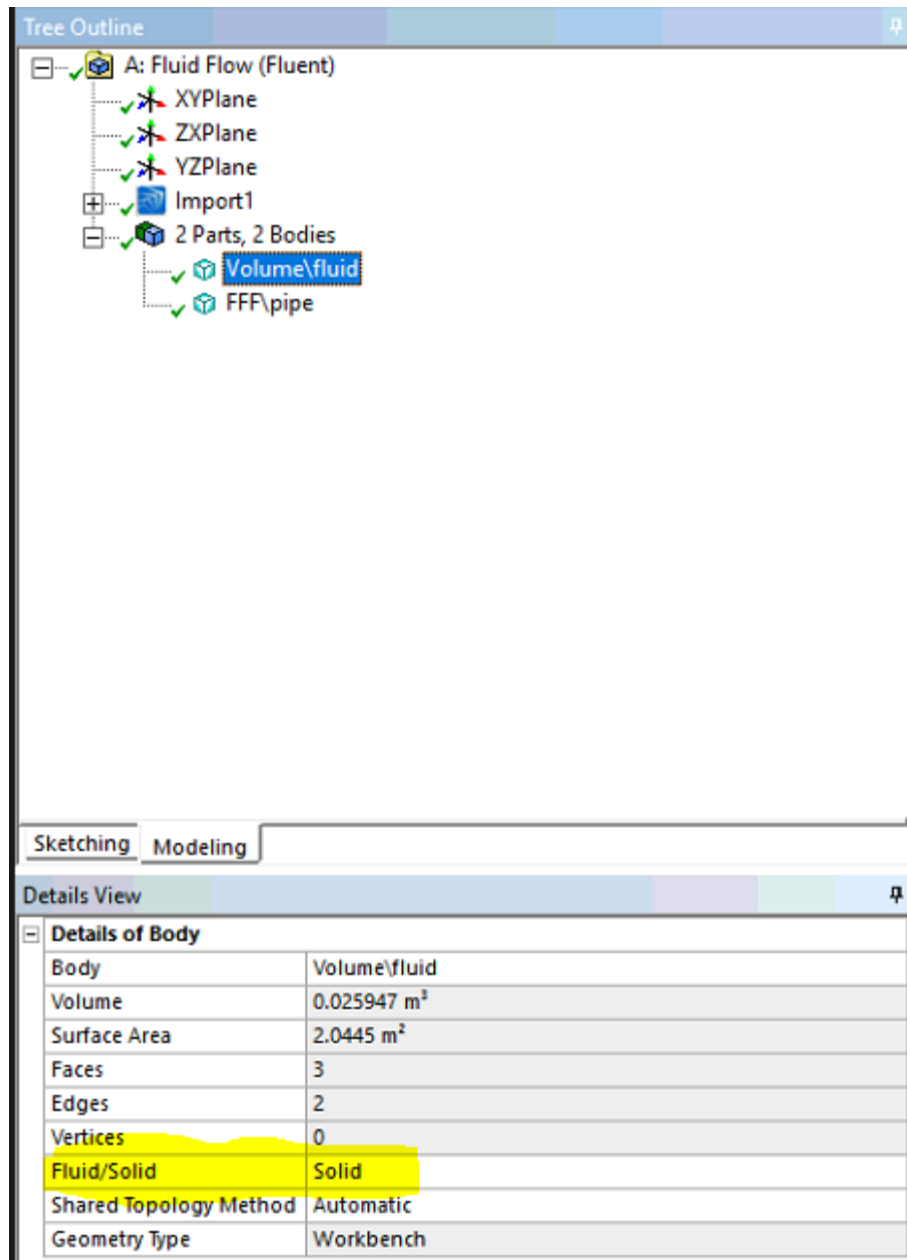 Tree Outline
A: Fluid Flow (Fluent)
XYPlane
ZXPlane
YZPlane
Import1
2 Parts, 2 Bodies
Volume\fluid
FFF\pipe
Sketching Modeling
Details View
Details of Body
Body Volume\fluid
Volume 0.025947 m³
Surface Area 2.0445 m²
Faces 3
Edges 2
Vertices 0
Fluid/Solid Solid
Shared Topology Method Automatic
Geometry Type Workbench